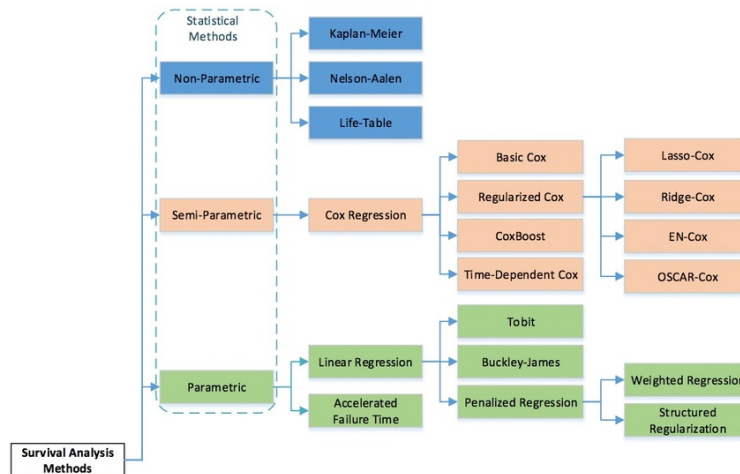 Statistical
Methods
Non-Parametric
Kaplan-Meier
Nelson-Aalen
Life-Table
Semi-Parametric
Cox Regression
Basic Cox
Regularized Cox
CoxBoost
Time-Dependent Cox
Lasso-Cox
Ridge-Cox
EN-Cox
OSCAR-Cox
Parametric
Linear Regression
Accelerated
Failure Time
Tobit
Buckley-James
Penalized Regression
Weighted Regression
Structured
Regularization
Survival Analysis
Methods